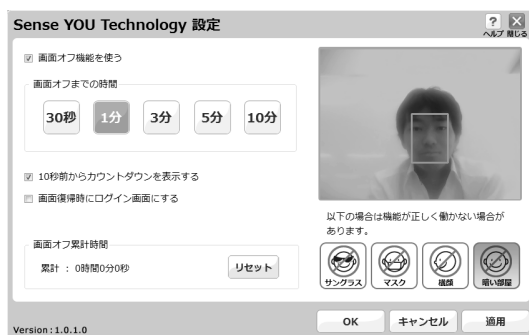 Sense YOU Technology 設定
? X
ヘルプ 閉じる
画面オフ機能を使う
画面オフまでの時間
30秒 1分 3分 5分 10分
10秒前からカウントダウンを表示する
画面復帰時にログイン画面にする
画面オフ累計時間
累計 : 0時間0分0秒 リセット
以下の場合は機能が正しく働かない場合が
あります。
サングラス マスク 横顔 暗い部屋
Version : 1.0.1.0
OK キャンセル 適用